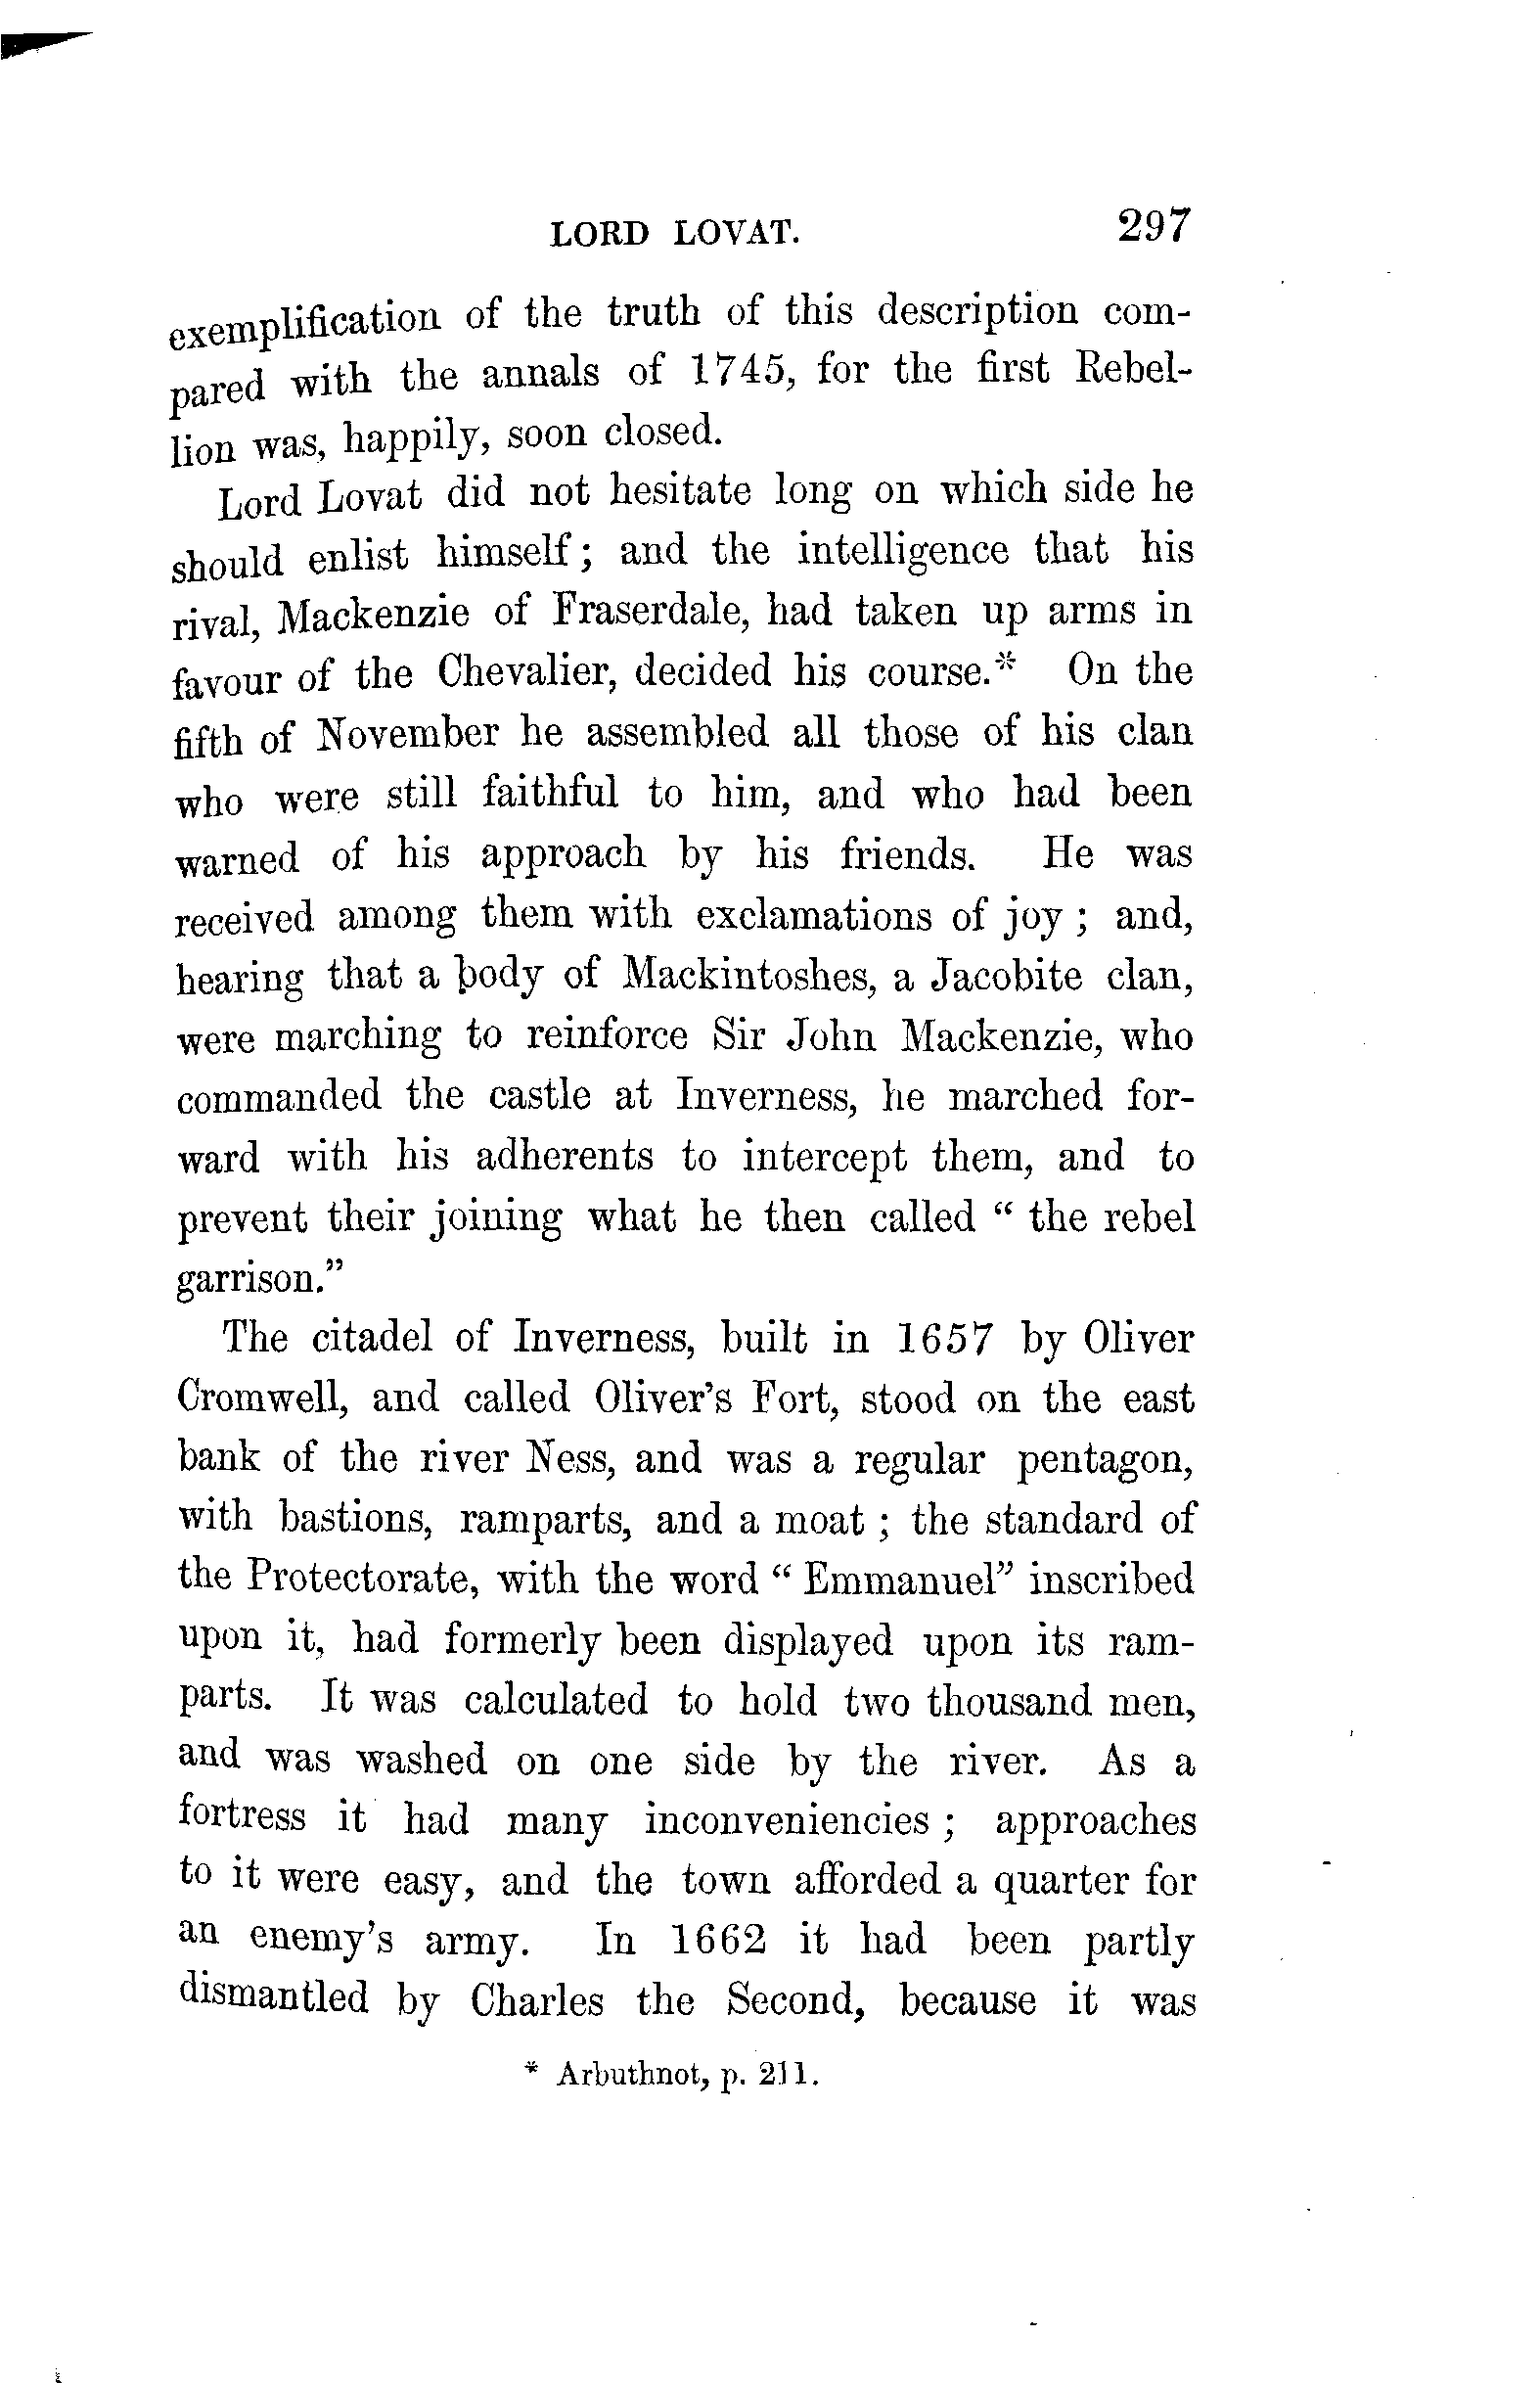 LORD LOVAT. 297
exemplification of the truth of this description com-
pared with the annals of 1745, for the first Rebel-
lion was, happily, soon closed.
Lord Lovat did not hesitate long on which side he
should enlist himself; and the intelligence that his
rival, Mackenzie of Fraserdale, had taken up arms in
favour of the Chevalier, decided his course.* On the
fifth of November he assembled all those of his clan
who were still faithful to him, and who had been
warned of his approach by his friends. He was
received among them with exclamations of joy; and,
hearing that a body of Mackintoshes, a Jacobite clan,
were marching to reinforce Sir John Mackenzie, who
commanded the castle at Inverness, he marched for-
ward with his adherents to intercept them, and to
prevent their joining what he then called “the rebel
garrison.”
The citadel of Inverness, built in 1657 by Oliver
Cromwell, and called Oliver's Fort, stood on the east
bank of the river Ness, and was a regular pentagon,
with bastions, ramparts, and a moat; the standard of
the Protectorate, with the word “Emmanuel” inscribed
upon it, had formerly been displayed upon its ram-
parts. It was calculated to hold two thousand men,
and was washed on one side by the river. As a
fortress it had many inconveniencies; approaches
to it were easy, and the town afforded a quarter for
an enemy's army. In 1662 it had been partly
dismantled by Charles the Second, because it was
* Arbuthnot, p. 211.